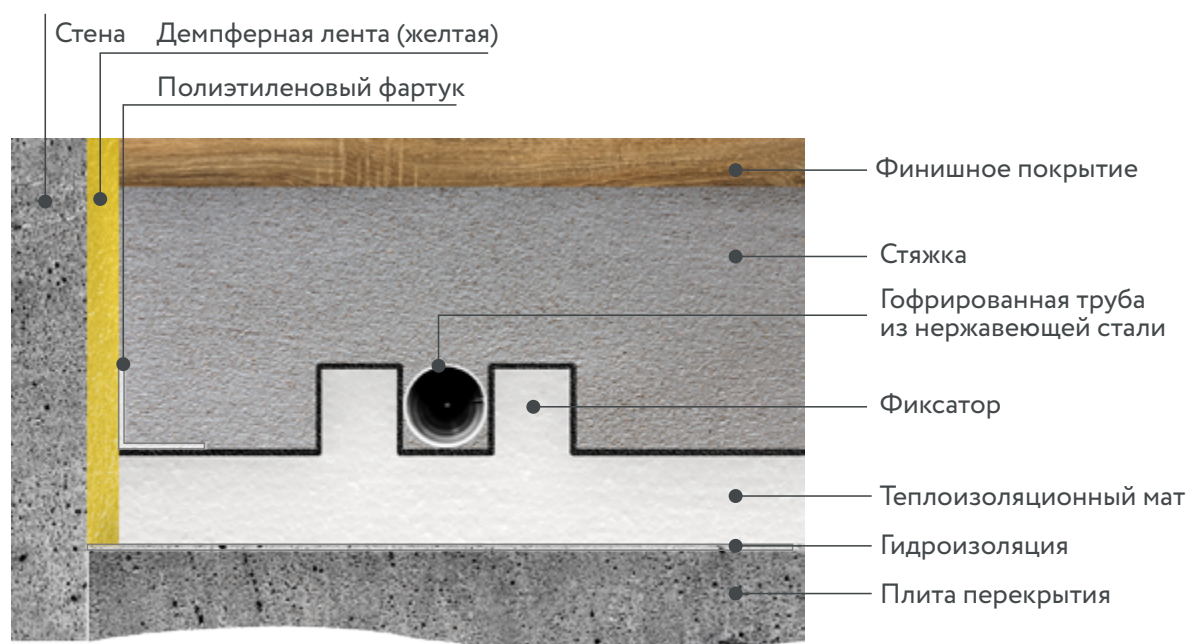 Стена
Демпферная лента (желтая)
Полиэтиленовый фартук
Финишное покрытие
Стяжка
Гофрированная труба
из нержавеющей стали
Фиксатор
Теплоизоляционный мат
Гидроизоляция
Плита перекрытия